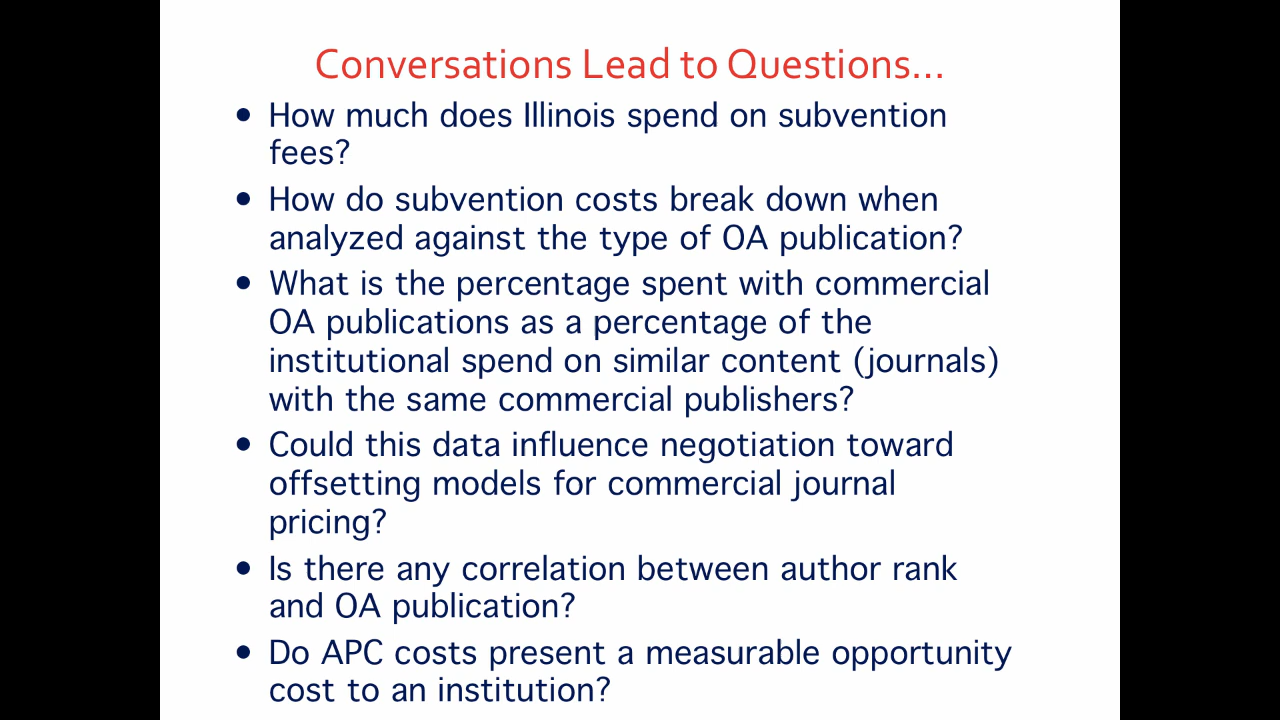 Conversations Lead to Questions...
• How much does Illinois spend on subvention
fees?
• How do subvention costs break down when
analyzed against the type of OA publication?
• What is the percentage spent with commercial
OA publications as a percentage of the
institutional spend on similar content (journals)
with the same commercial publishers?
• Could this data influence negotiation toward
offsetting models for commercial journal
pricing?
• Is there any correlation between author rank
and OA publication?
• Do APC costs present a measurable opportunity
cost to an institution?